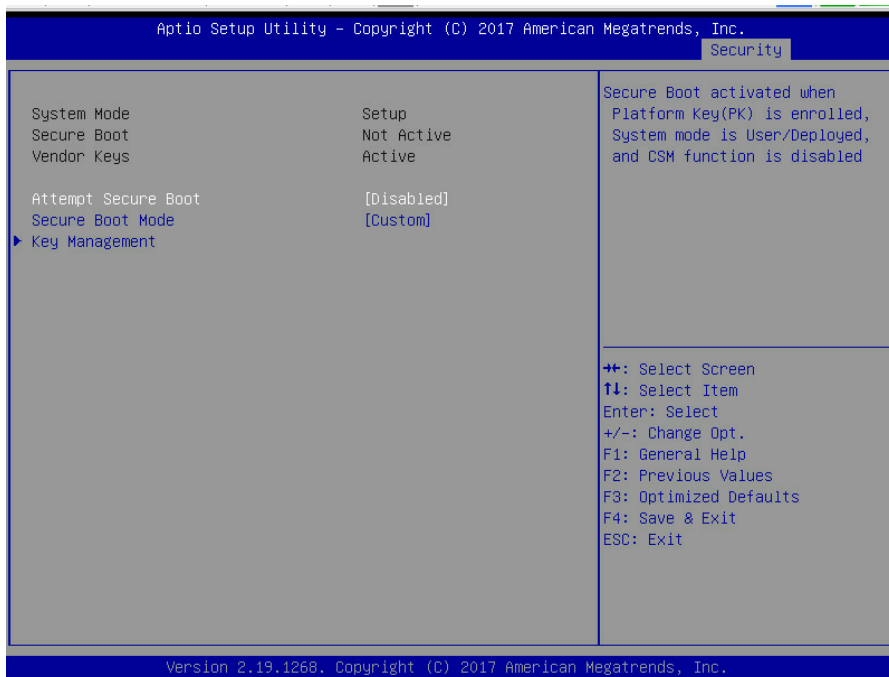 Aptio Setup Utility – Copyright (C) 2017 American Megatrends, Inc.
Security
System Mode Setup
Secure Boot Not Active
Vendor Keys Active
Attempt Secure Boot [Disabled]
Secure Boot Mode [Custom]
Key Management
Secure Boot activated when
Platform Key(PK) is enrolled,
System mode is User/Deployed,
and CSM function is disabled
→←: Select Screen
↑↓: Select Item
Enter: Select
+/-: Change Opt.
F1: General Help
F2: Previous Values
F3: Optimized Defaults
F4: Save & Exit
ESC: Exit
Version 2.19.1268. Copyright (C) 2017 American Megatrends, Inc.